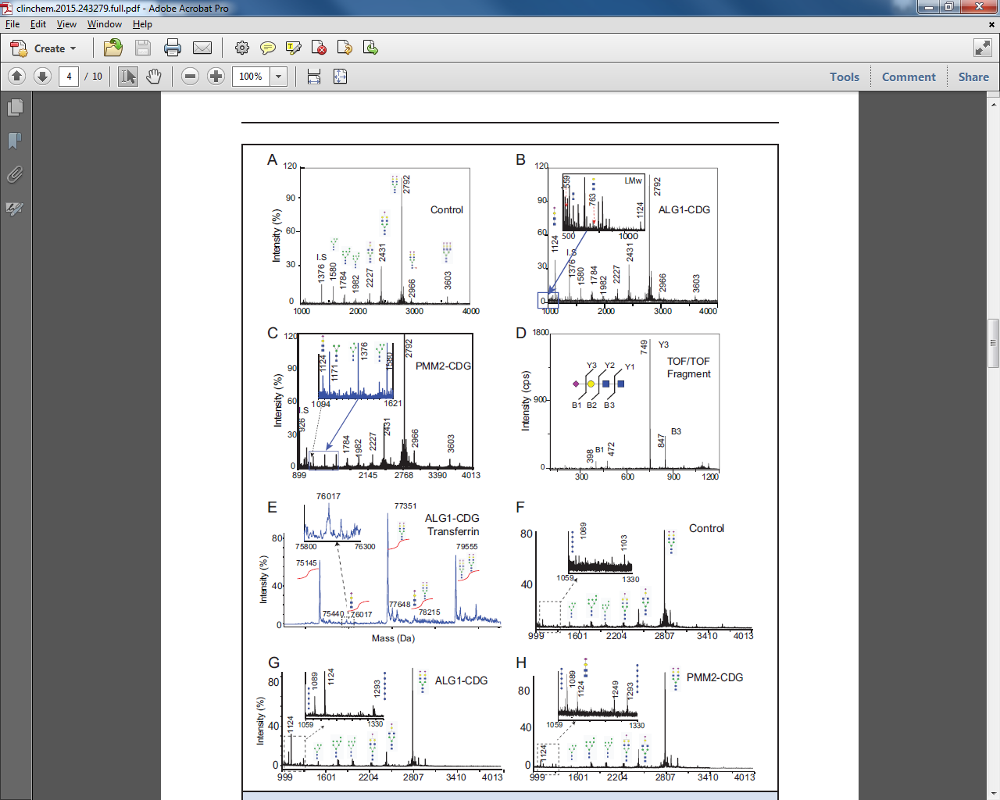 clinchem.2015.243279.full.pdf - Adobe Acrobat Pro
File Edit View Window Help
Create
4 / 10
100%
Tools Comment Share
A
120
90
60
30
0
Intensity (%)
Control
I.S
1376
1580
1784
1982
2227
2431
2792
2966
3603
1000 2000 3000 4000
B
120
90
60
30
0
ALG1-CDG
LMw
559
763
1124
500 1000
1124
I.S
1376
1580
1784
1982
2227
2431
2792
2966
3603
1000 2000 3000 4000
C
120
90
60
30
0
Intensity (%)
PMM2-CDG
1124
1171
1376
1580
1094 1621
I.S
926
1784
1982
2227
2431
2792
2966
3603
899 2145 2768 3390 4013
D
1800
900
0
Intensity (cps)
TOF/TOF
Fragment
749
Y3
Y3 Y2 Y1
B1 B2 B3
398
B1
472
847
B3
300 600 900 1200
E
80
40
0
Intensity (%)
ALG1-CDG
Transferrin
76017
75800 76300
75145
75440
76017
77351
77648
78215
79555
Mass (Da)
F
80
40
0
Control
1089
1103
1059 1330
999 1601 2204 2807 3410 4013
G
80
40
0
Intensity (%)
ALG1-CDG
1089
1124
1293
1059 1330
1124
999 1601 2204 2807 3410 4013
H
80
40
0
PMM2-CDG
1089
1124
1249
1293
1059 1330
1124
999 1601 2204 2807 3410 4013